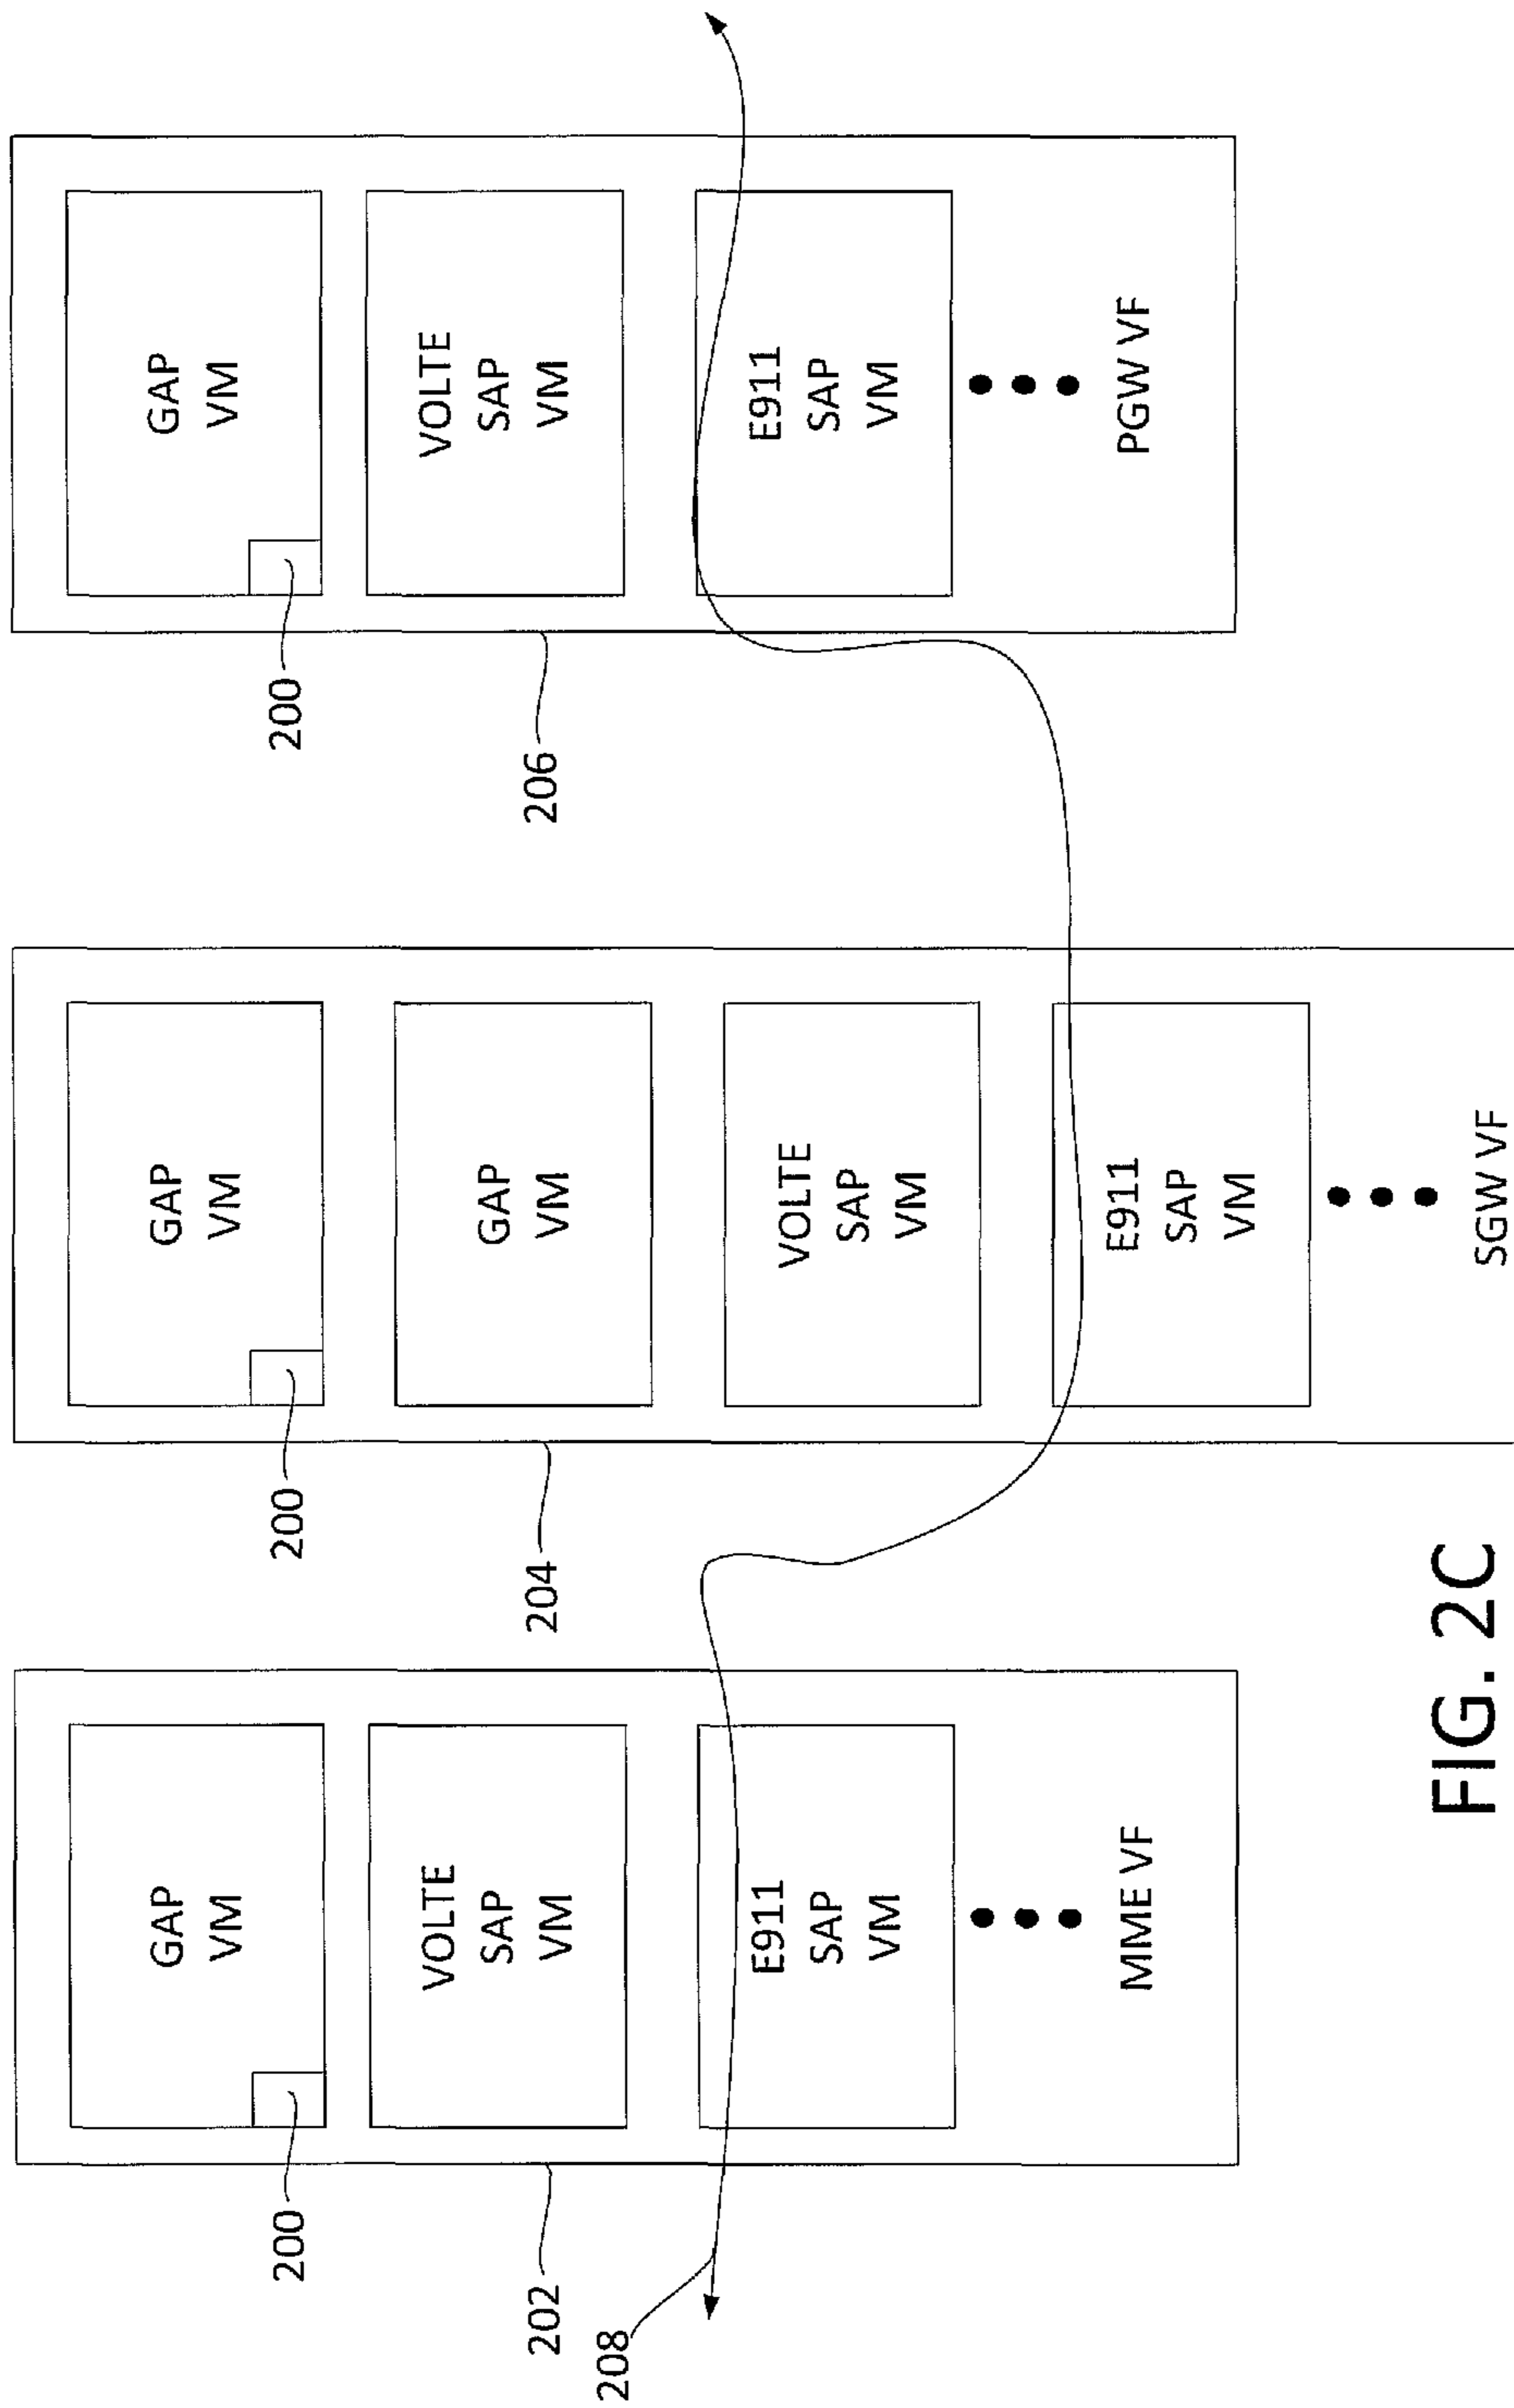 200
202
208
GAP
VM
VOLTE
SAP
VM
E911
SAP
VM
MME VF
200
204
GAP
VM
GAP
VM
VOLTE
SAP
VM
E911
SAP
VM
SGW VF
200
206
GAP
VM
VOLTE
SAP
VM
E911
SAP
VM
PGW VF
FIG. 2C